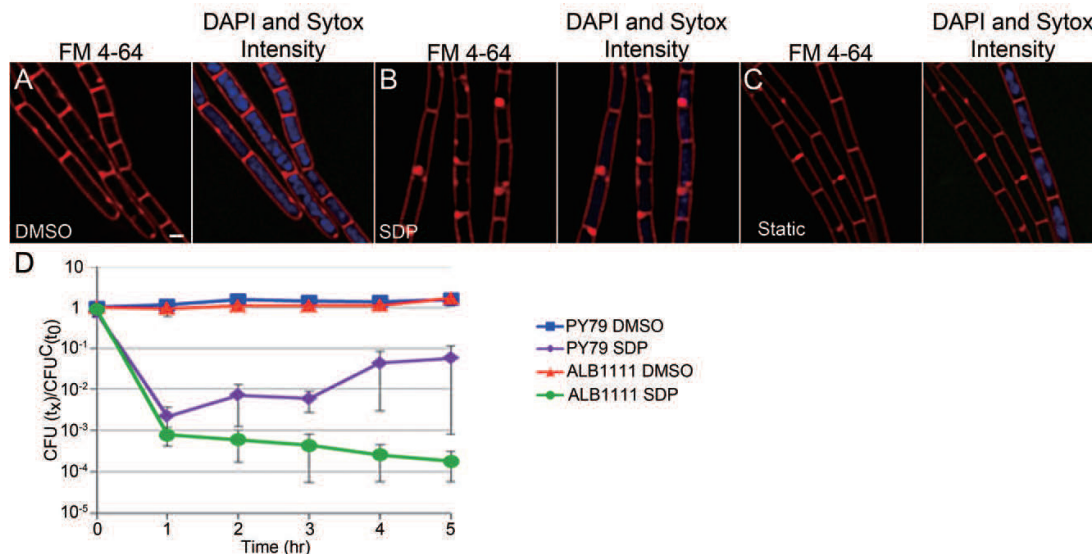 DAPI and Sytox
FM 4-64 Intensity
DAPI and Sytox
FM 4-64 Intensity
DAPI and Sytox
FM 4-64 Intensity
A
DMSO
B
SDP
C
Static
D
CFU (tx)/CFUC(t0)
10
1
10-1
10-2
10-3
10-4
10-5
0 1 2 3 4 5
Time (hr)
PY79 DMSO
PY79 SDP
ALB1111 DMSO
ALB1111 SDP